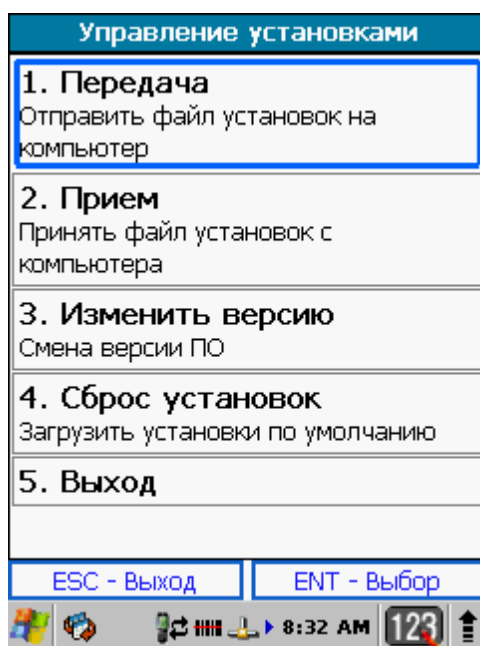 Управление установками
1. Передача
Отправить файл установок на
компьютер
2. Прием
Принять файл установок с
компьютера
3. Изменить версию
Смена версии ПО
4. Сброс установок
Загрузить установки по умолчанию
5. Выход
ESC - Выход
ENT - Выбор
8:32 AM
123